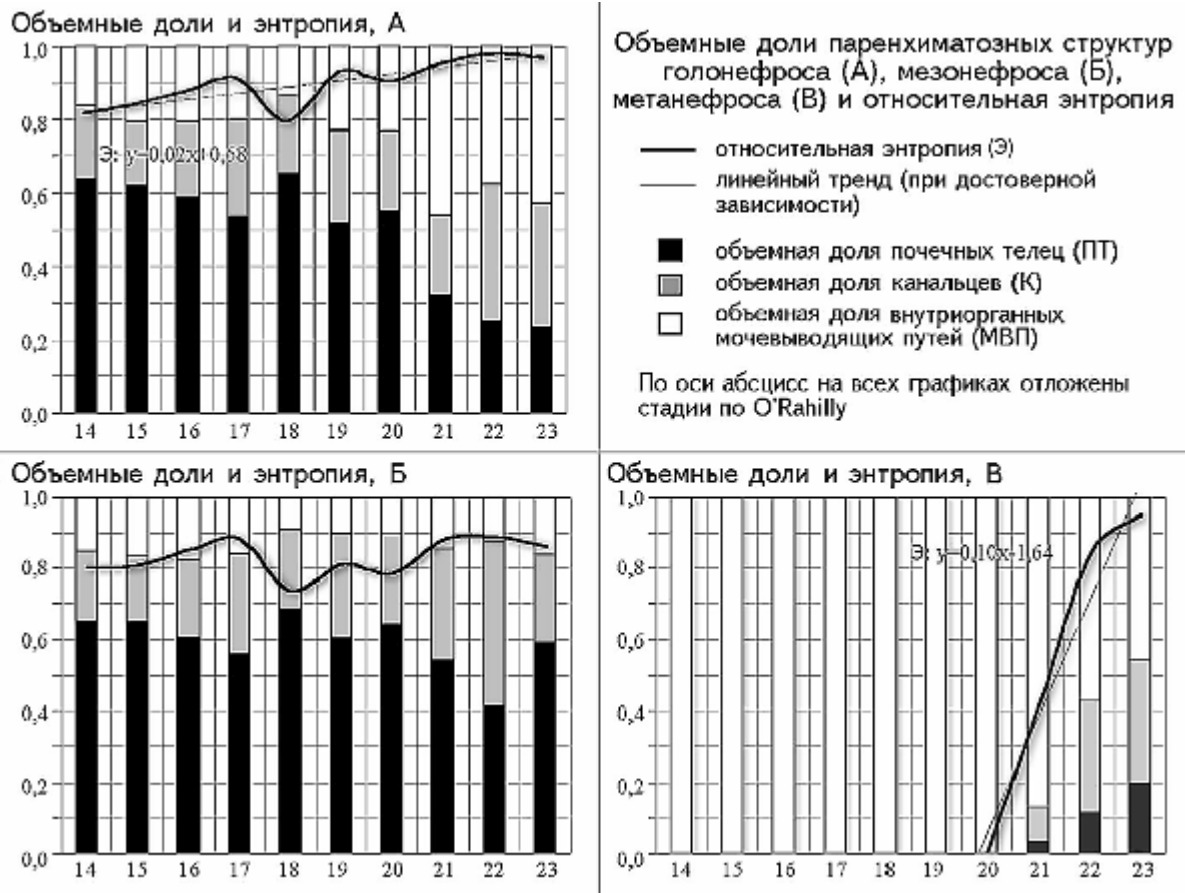 Объемные доли и энтропия, А
1,0
0,8
0,6
0,4
0,2
0,0
Э: y=0,02x+0,68
14 15 16 17 18 19 20 21 22 23
Объемные доли паренхиматозных структур
голонефроса (А), мезонефроса (Б),
метанефроса (В) и относительная энтропия
относительная энтропия (Э)
линейный тренд (при достоверной
зависимости)
объемная доля почечных телец (ПТ)
объемная доля канальцев (К)
объемная доля внутриорганных
мочевыводящих путей (МВП)
По оси абсцисс на всех графиках отложены
стадии по O'Rahilly
Объемные доли и энтропия, Б
1,0
0,8
0,6
0,4
0,2
0,0
14 15 16 17 18 19 20 21 22 23
Объемные доли и энтропия, В
1,0
0,8
0,6
0,4
0,2
0,0
Э: y=0,10x-1,64
14 15 16 17 18 19 20 21 22 23